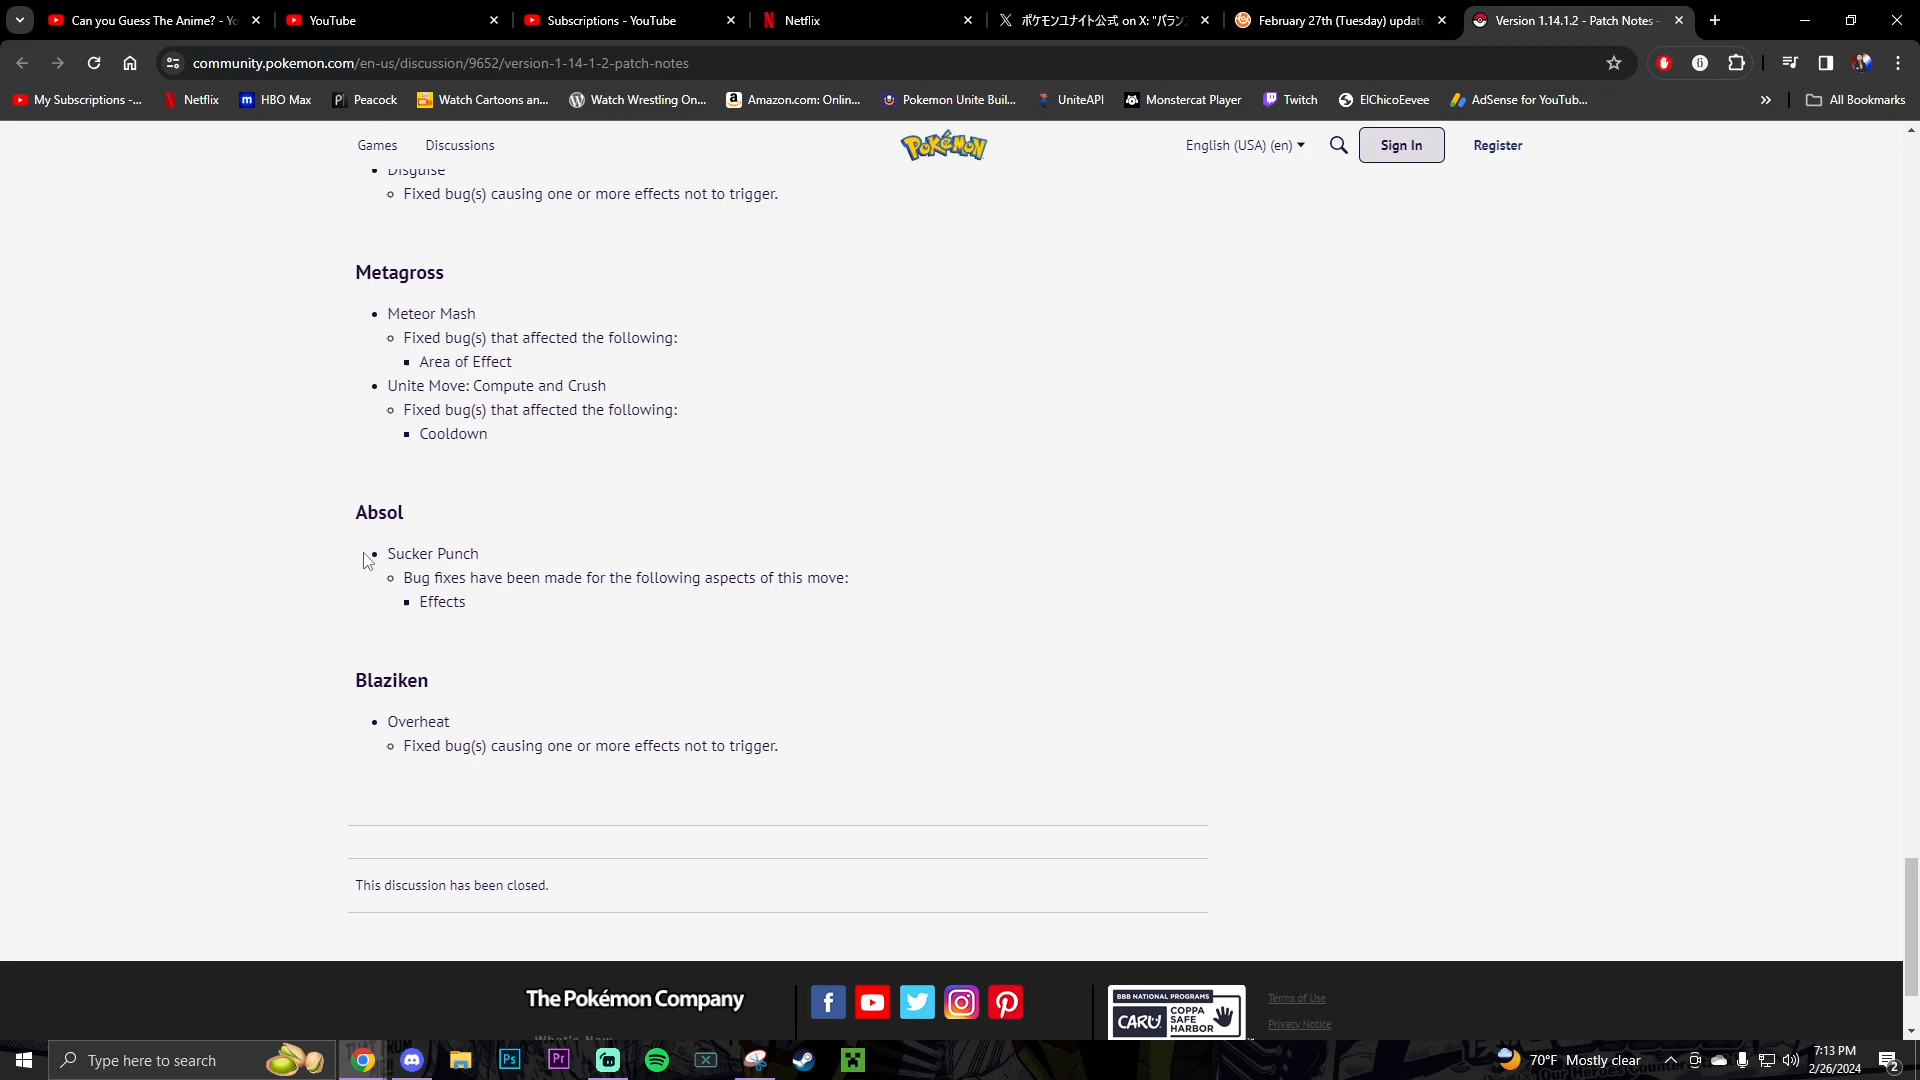 Can you Guess The Anime? - Yo
YouTube
Subscriptions - YouTube
Netflix
ポケモンユナイト公式 on X: "バラン
February 27th (Tuesday) updat
Version 1.14.1.2 - Patch Notes -
community.pokemon.com/en-us/discussion/9652/version-1-14-1-2-patch-notes
My Subscriptions -...
Netflix
HBO Max
Peacock
Watch Cartoons an...
Watch Wrestling On...
Amazon.com: Onlin...
Pokemon Unite Buil...
UniteAPI
Monstercat Player
Twitch
ElChicoEevee
AdSense for YouTub...
All Bookmarks
Games
Discussions
Pokémon
English (USA) (en)
Sign In
Register
Disguise
Fixed bug(s) causing one or more effects not to trigger.
Metagross
Meteor Mash
Fixed bug(s) that affected the following:
Area of Effect
Unite Move: Compute and Crush
Fixed bug(s) that affected the following:
Cooldown
Absol
Sucker Punch
Bug fixes have been made for the following aspects of this move:
Effects
Blaziken
Overheat
Fixed bug(s) causing one or more effects not to trigger.
This discussion has been closed.
The Pokémon Company
What's New
BBB NATIONAL PROGRAMS
CARU
COPPA
SAFE
HARBOR
Terms of Use
Privacy Notice
Type here to search
Ps
Pr
70°F Mostly clear
7:13 PM
2/26/2024
2